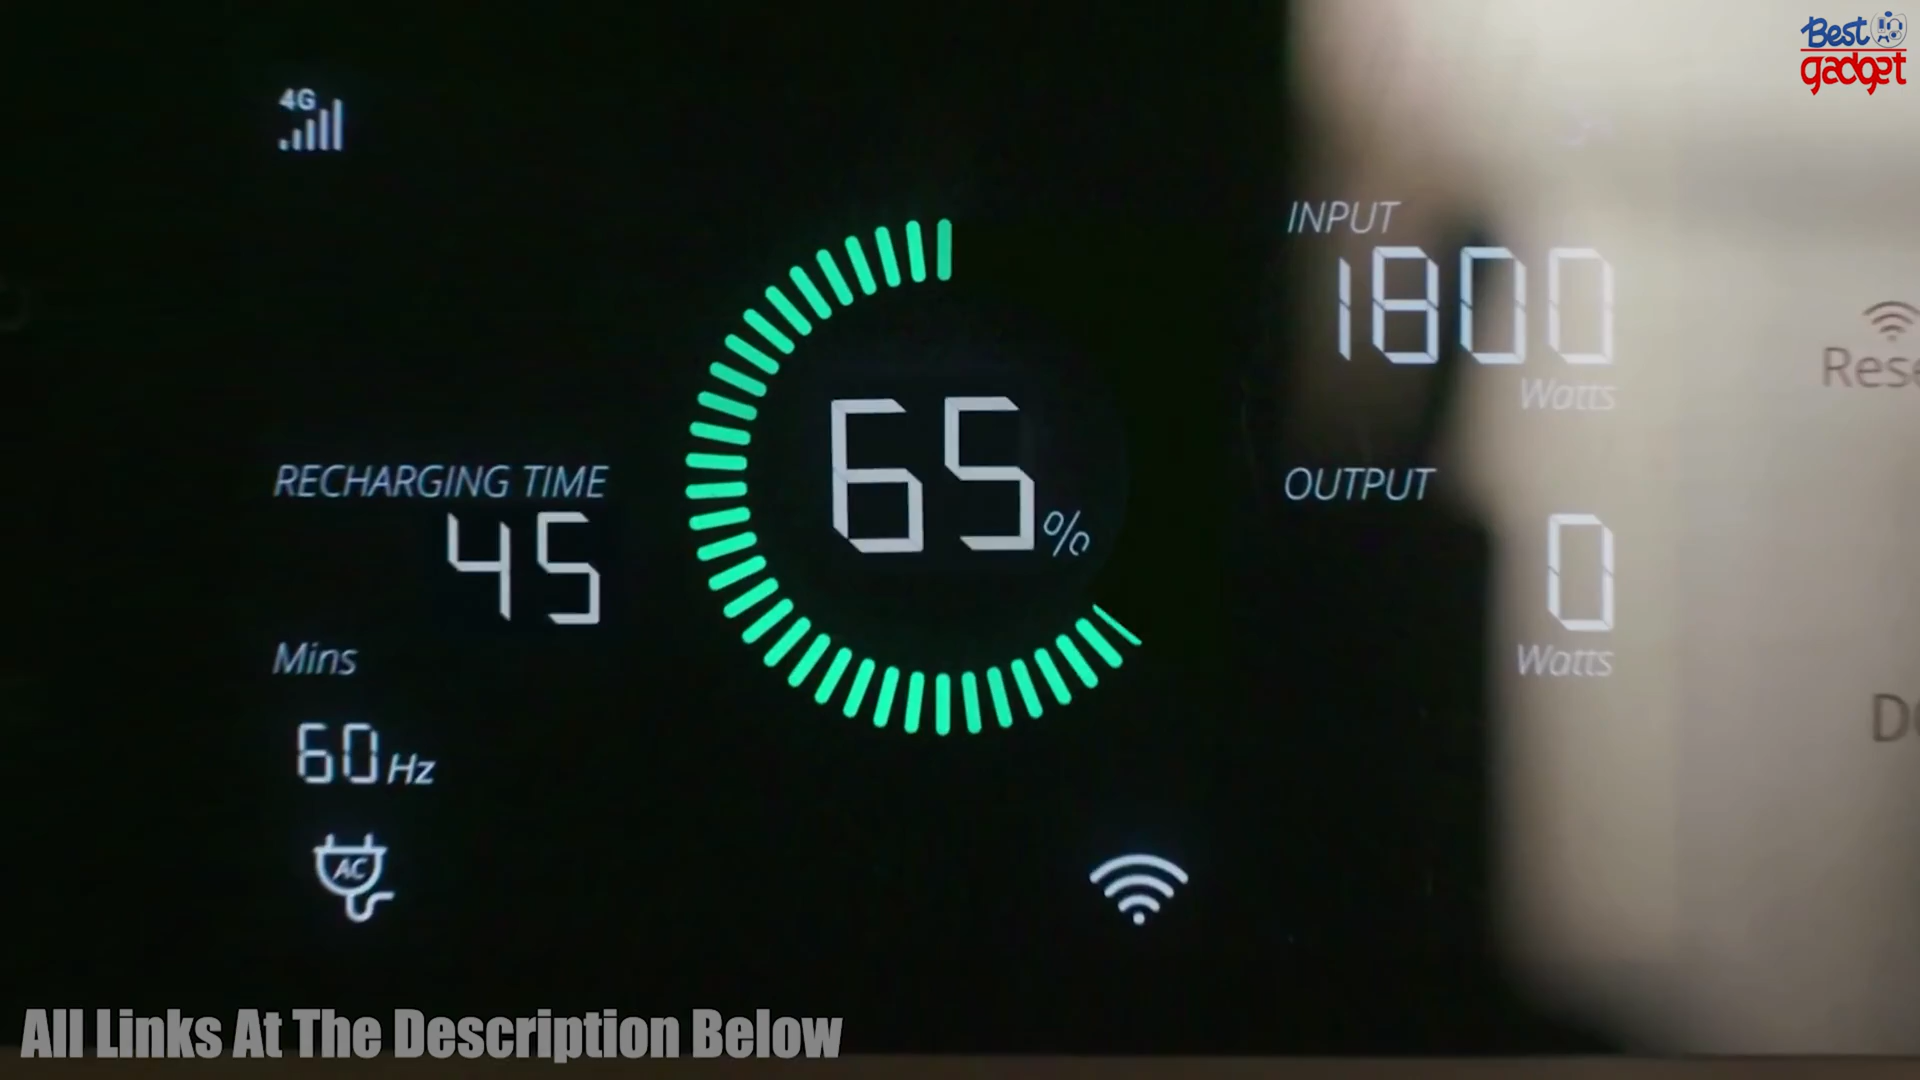 Best in
gadget
4G
INPUT
1800
Watts
RECHARGING TIME
45
Mins
65%
OUTPUT
0
Watts
60Hz
AC
All Links At The Description Below